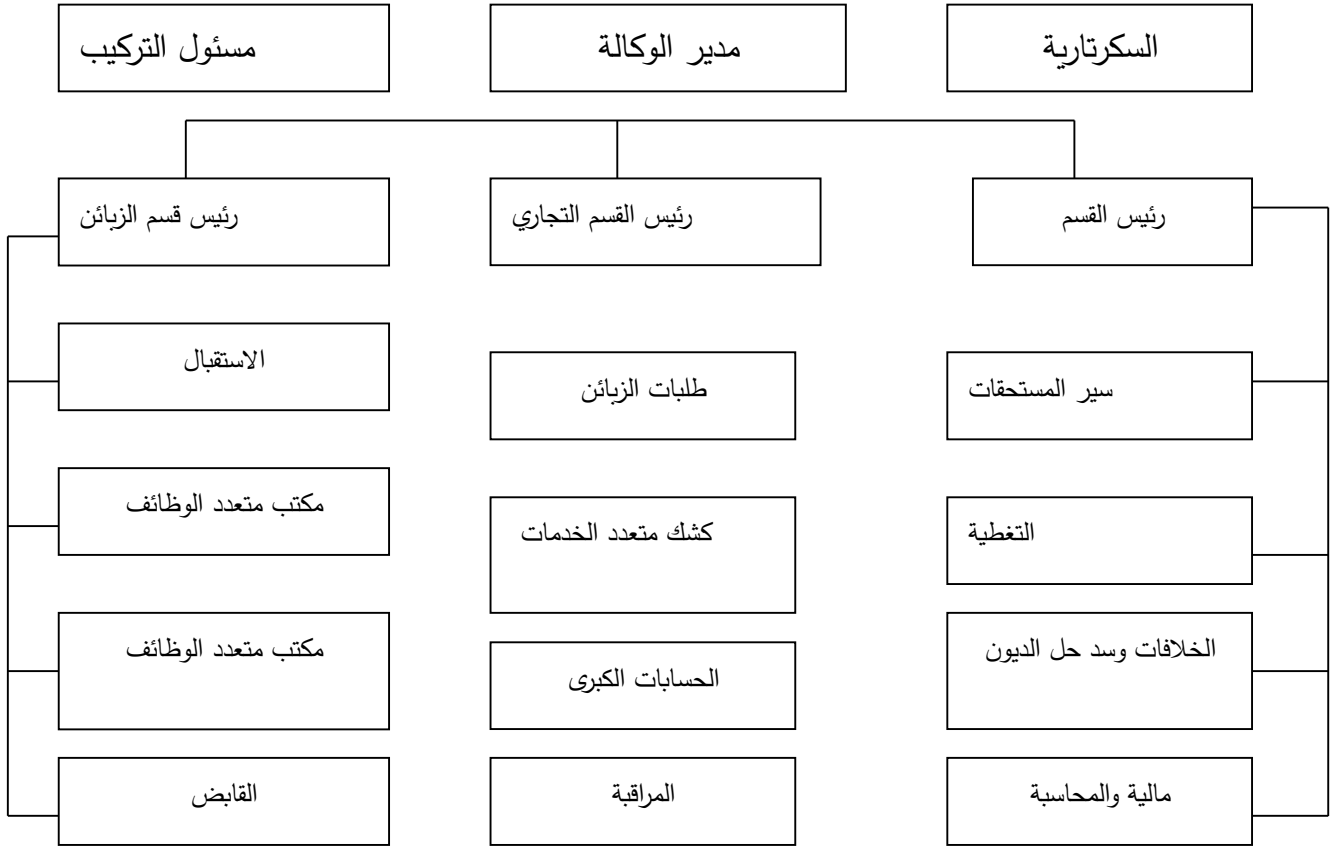 السكرتارية
مدير الوكالة
مسئول التركيب
رئيس القسم
رئيس القسم التجاري
رئيس قسم الزبائن
سير المستحقات
طلبات الزبائن
الاستقبال
التغطية
كشك متعدد الخدمات
مكتب متعدد الوظائف
الخلافات وسد حل الديون
الحسابات الكبرى
مكتب متعدد الوظائف
مالية والمحاسبة
المراقبة
القابض